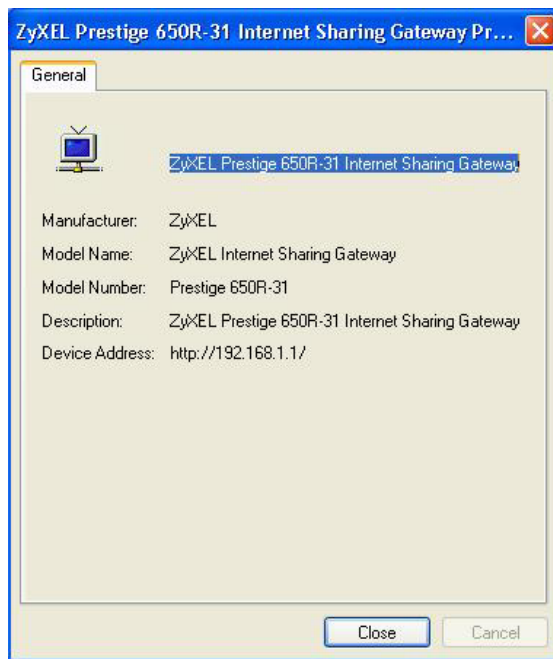 ZyXEL Prestige 650R-31 Internet Sharing Gateway Pr...
General
ZyXEL Prestige 650R-31 Internet Sharing Gateway
Manufacturer: ZyXEL
Model Name: ZyXEL Internet Sharing Gateway
Model Number: Prestige 650R-31
Description: ZyXEL Prestige 650R-31 Internet Sharing Gateway
Device Address: http://192.168.1.1/
Close Cancel